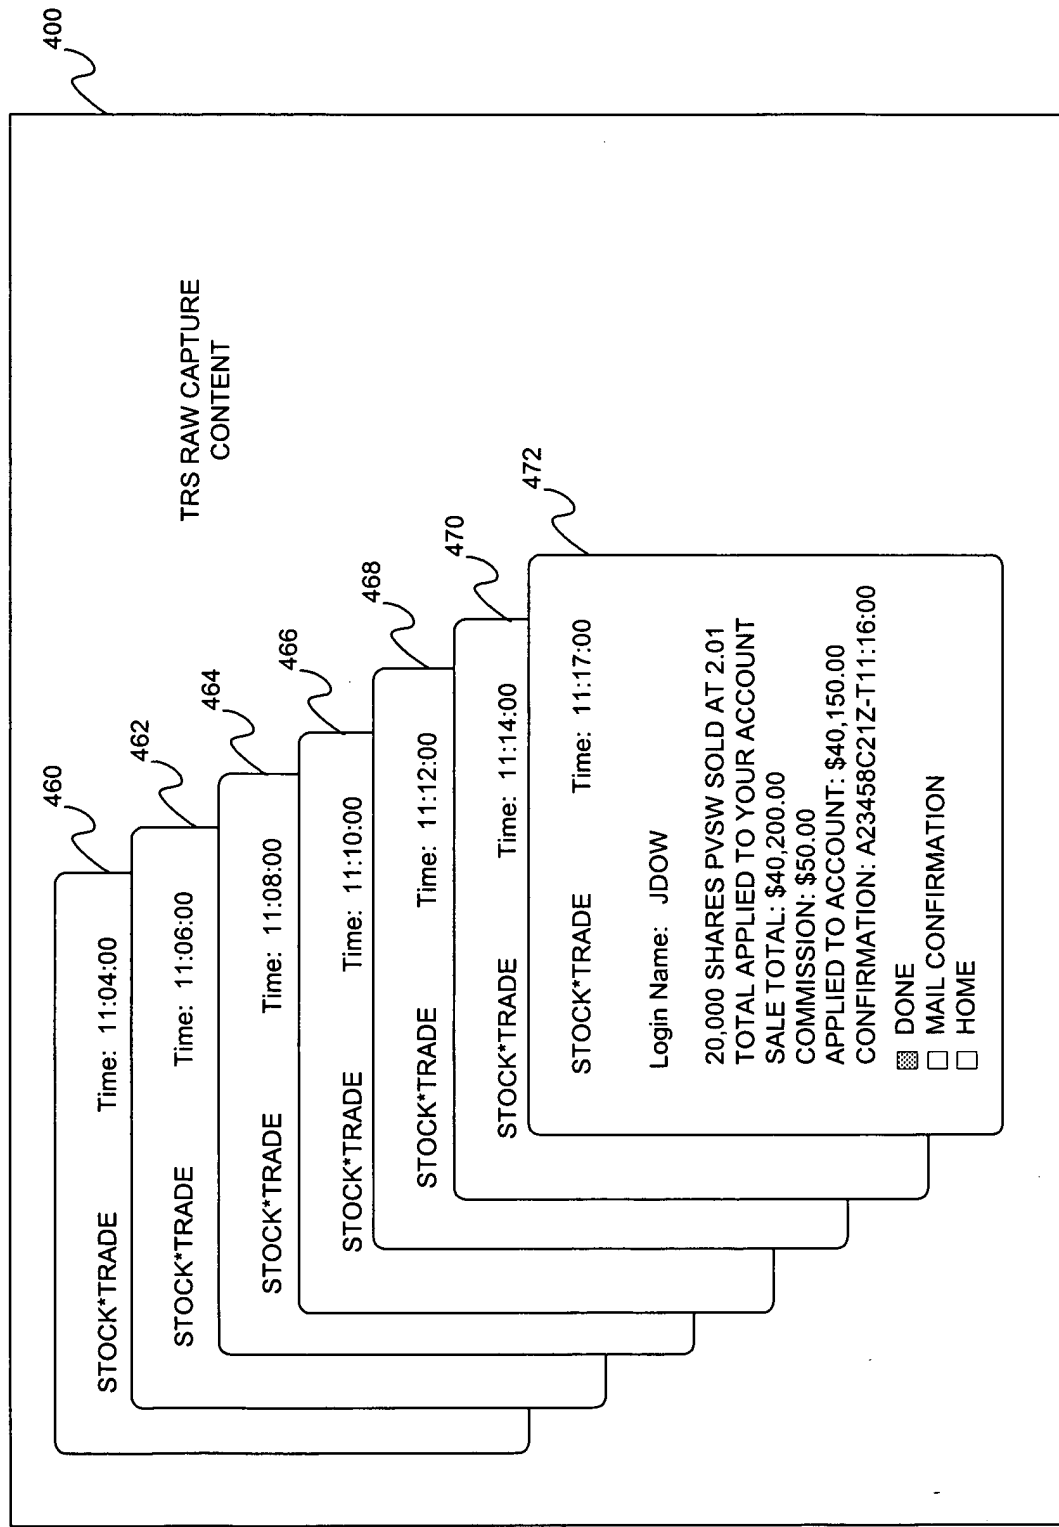 400
TRS RAW CAPTURE
CONTENT
460
STOCK*TRADE Time: 11:04:00
462
STOCK*TRADE Time: 11:06:00
464
STOCK*TRADE Time: 11:08:00
466
STOCK*TRADE Time: 11:10:00
468
STOCK*TRADE Time: 11:12:00
470
STOCK*TRADE Time: 11:14:00
472
STOCK*TRADE Time: 11:17:00
Login Name: JDOW
20,000 SHARES PVSW SOLD AT 2.01
TOTAL APPLIED TO YOUR ACCOUNT
SALE TOTAL: $40,200.00
COMMISSION: $50.00
APPLIED TO ACCOUNT: $40,150.00
CONFIRMATION: A23458C21Z-T11:16:00
DONE
MAIL CONFIRMATION
HOME